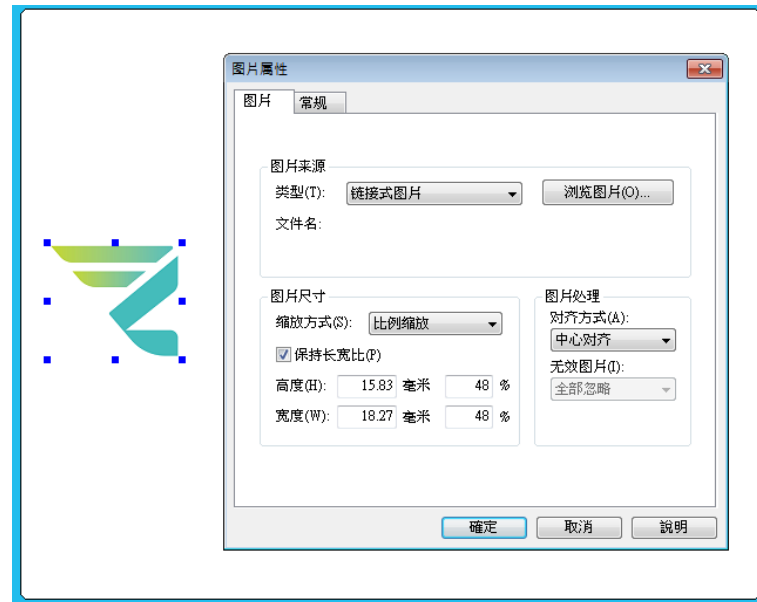 图片属性
图片 常规
图片来源
类型(T): 链接式图片 浏览图片(O)...
文件名:
图片尺寸 图片处理
缩放方式(S): 比例缩放 对齐方式(A):
中心对齐
保持长宽比(P) 无效图片(I):
高度(H): 15.83 毫米 48 % 全部忽略
宽度(W): 18.27 毫米 48 %
確定 取消 說明